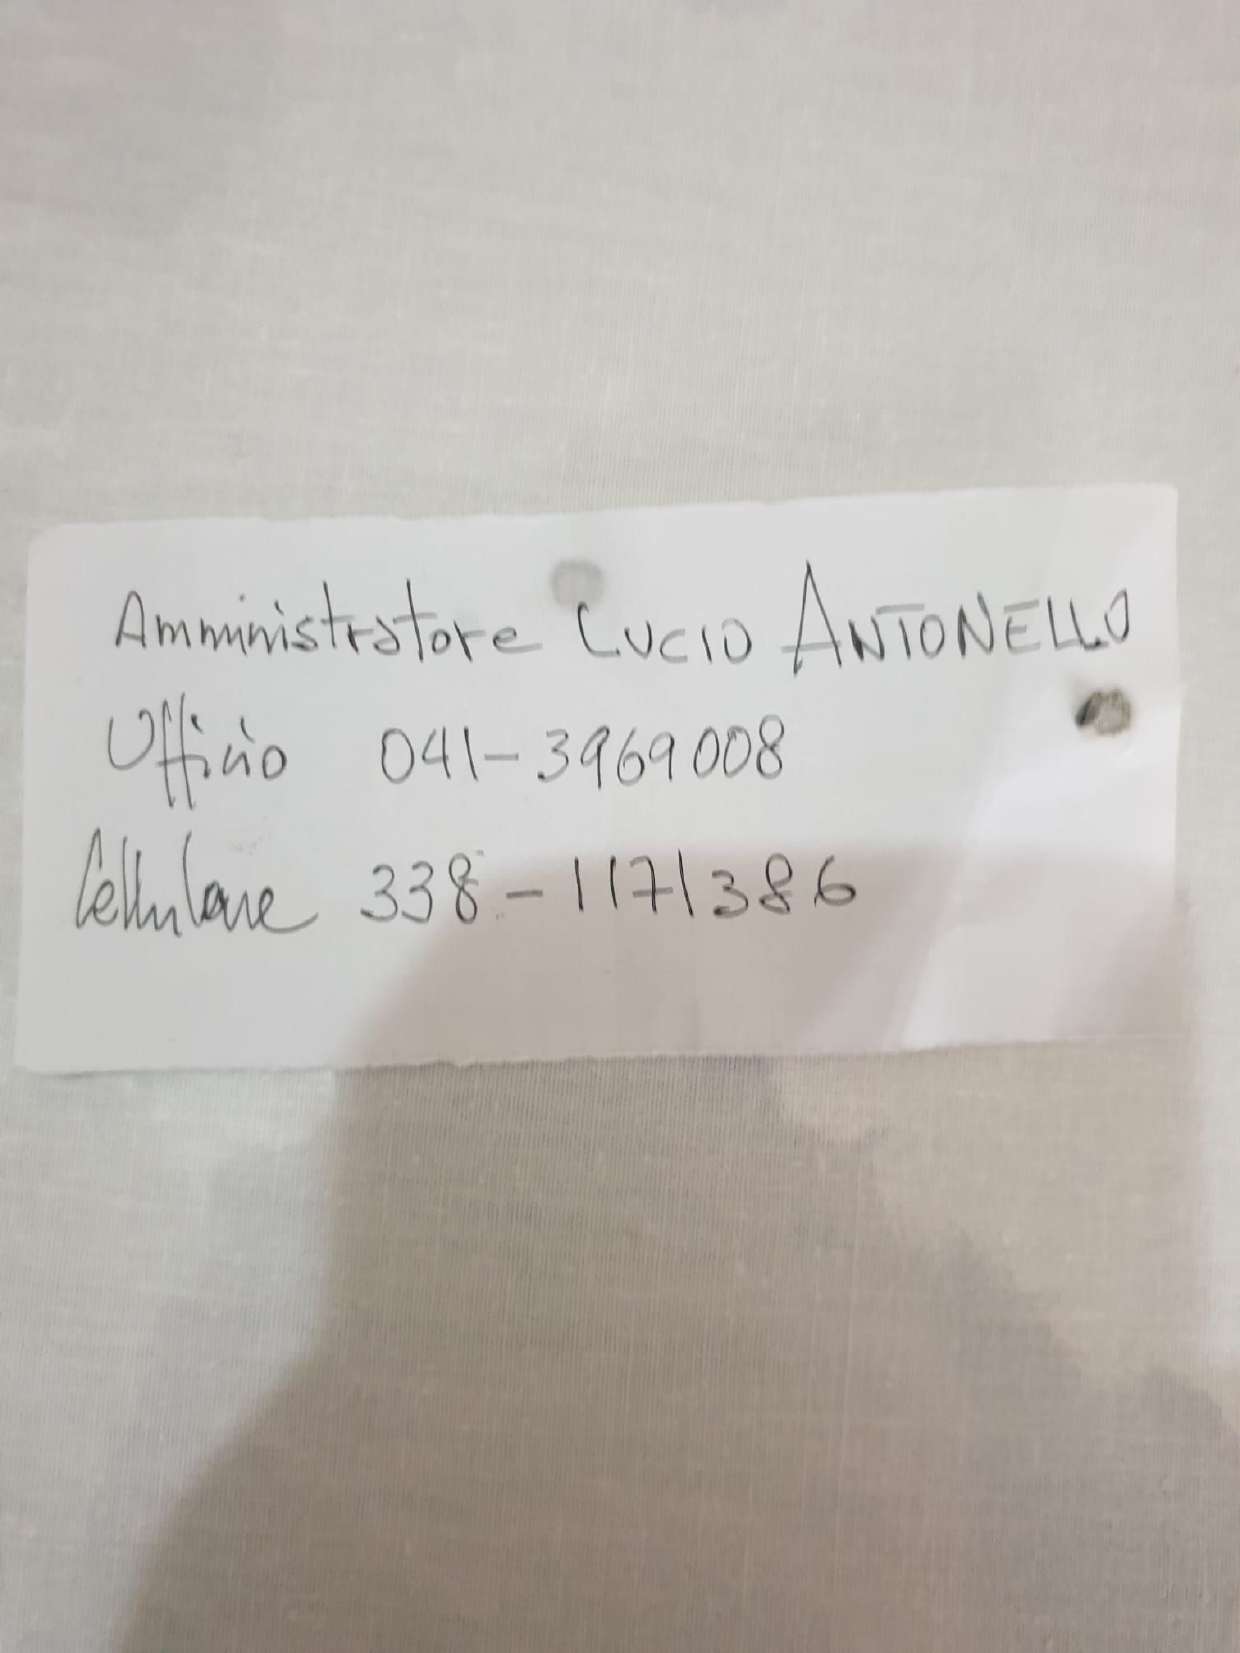 Amministratore Lucio ANTONELLO
Ufficio 041-3969008
Cellulare 338-1171386